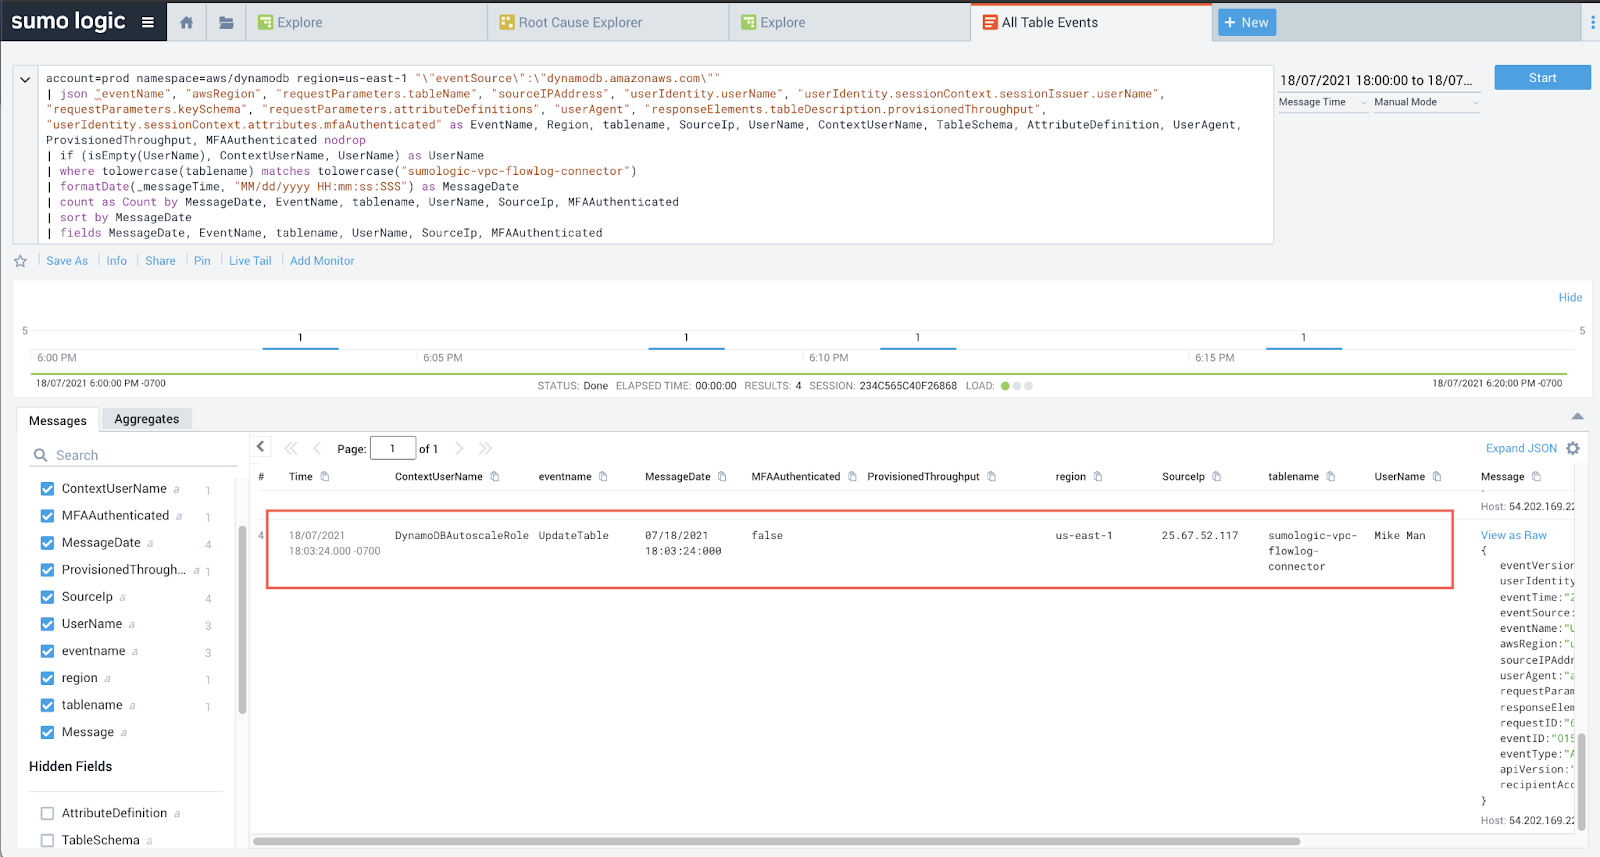 sumo logic
Explore
Root Cause Explorer
Explore
All Table Events
+ New
account=prod namespace=aws/dynamodb region=us-east-1 "\"eventSource\":\"dynamodb.amazonaws.com\""
| json "eventName", "awsRegion", "requestParameters.tableName", "sourceIPAddress", "userIdentity.userName", "userIdentity.sessionContext.sessionIssuer.userName",
"requestParameters.keySchema", "requestParameters.attributeDefinitions", "userAgent", "responseElements.tableDescription.provisionedThroughput",
"userIdentity.sessionContext.attributes.mfaAuthenticated" as EventName, Region, tablename, SourceIp, UserName, ContextUserName, TableSchema, AttributeDefinition, UserAgent,
ProvisionedThroughput, MFAAuthenticated nodrop
| if (isEmpty(UserName), ContextUserName, UserName) as UserName
| where tolowercase(tablename) matches tolowercase("sumologic-vpc-flowlog-connector")
| formatDate(_messageTime, "MM/dd/yyyy HH:mm:ss:SSS") as MessageDate
| count as Count by MessageDate, EventName, tablename, UserName, SourceIp, MFAAuthenticated
| sort by MessageDate
| fields MessageDate, EventName, tablename, UserName, SourceIp, MFAAuthenticated
18/07/2021 18:00:00 to 18/07...
Start
Message Time
Manual Mode
Save As
Info
Share
Pin
Live Tail
Add Monitor
Hide
5
1
1
1
1
5
6:00 PM
6:05 PM
6:10 PM
6:15 PM
18/07/2021 6:00:00 PM -0700
STATUS: Done ELAPSED TIME: 00:00:00 RESULTS: 4 SESSION: 234C565C40F26868 LOAD:
18/07/2021 6:20:00 PM -0700
Messages
Aggregates
Search
Page: 1 of 1
Expand JSON
# Time ContextUserName eventname MessageDate MFAAuthenticated ProvisionedThroughput region SourceIp tablename UserName Message
ContextUserName a 1
MFAAuthenticated a 1
MessageDate a 4
ProvisionedThrough... a 1
SourceIp a 4
UserName a 3
eventname a 3
region a 1
tablename a 1
Message a
Hidden Fields
AttributeDefinition a
TableSchema a
Host: 54.202.169.22
4 18/07/2021 DynamoDBAutoscaleRole UpdateTable 07/18/2021 false us-east-1 25.67.52.117 sumologic-vpc- Mike Man
18:03:24.000 -0700 18:03:24:000 flowlog-
connector
View as Raw
{
eventVersion
userIdentity
eventTime:"2
eventSource:
eventName:"U
awsRegion:"u
sourceIPAddr
userAgent:"a
requestParam
responseElem
requestID:"6
eventID:"015
eventType:"A
apiVersion:"
recipientAcc
}
Host: 54.202.169.22